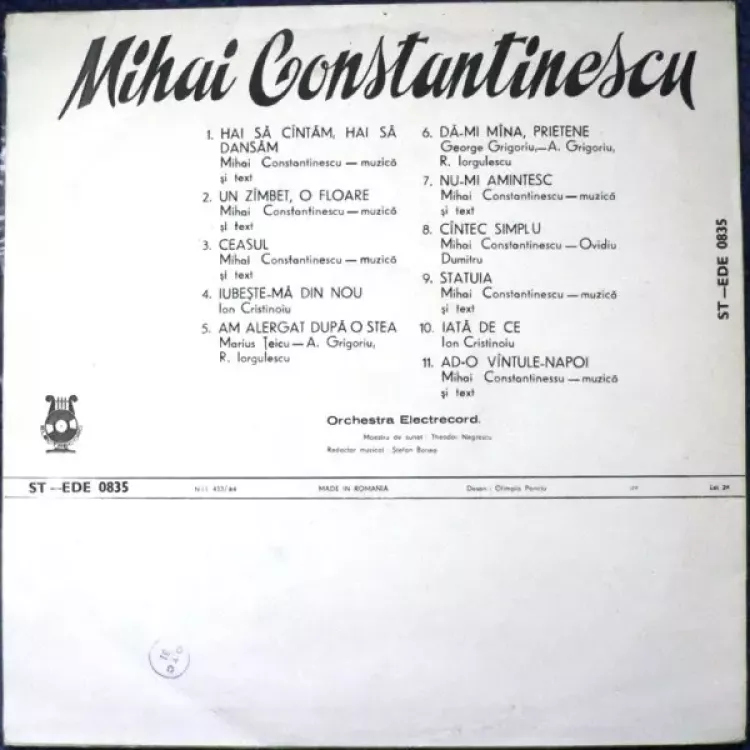 Mihai Constantinescu
1. HAI SĂ CÎNTĂM, HAI SĂ
DANSĂM
Mihai Constantinescu — muzică
și text
2. UN ZÎMBET, O FLOARE
Mihai Constantinescu — muzică
și text
3. CEASUL
Mihai Constantinescu — muzică
și text
4. IUBEȘTE-MĂ DIN NOU
Ion Cristinoiu
5. AM ALERGAT DUPĂ O STEA
Marius Țeicu — A. Grigoriu,
R. Iorgulescu
6. DĂ-MI MÎNA, PRIETENE
George Grigoriu,—A. Grigoriu,
R. Iorgulescu
7. NU-MI AMINTESC
Mihai Constantinescu — muzică
și text
8. CÎNTEC SIMPLU
Mihai Constantinescu — Ovidiu
Dumitru
9. STATUIA
Mihai Constantinescu — muzică
și text
10. IATĂ DE CE
Ion Cristinoiu
11. AD-O VÎNTULE-NAPOI
Mihai Constantinessu — muzică
și text
ST—EDE 0835
Orchestra Electrecord.
Maestru de sunet : Theodor Negrescu
Redactor muzical : Ștefan
ST—EDE 0835
MADE IN ROMANIA
Desen : Olimpia
Lei